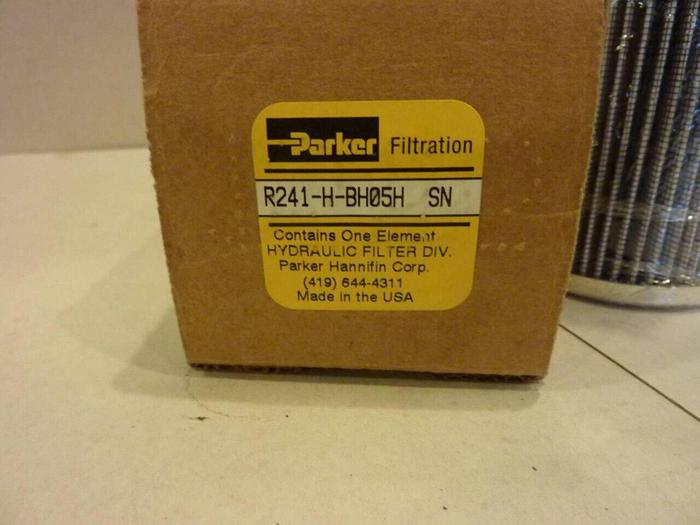 Parker Filtration
R241-H-BH05H SN
Contains One Element
HYDRAULIC FILTER DIV.
Parker Hannifin Corp.
(419) 644-4311
Made in the USA